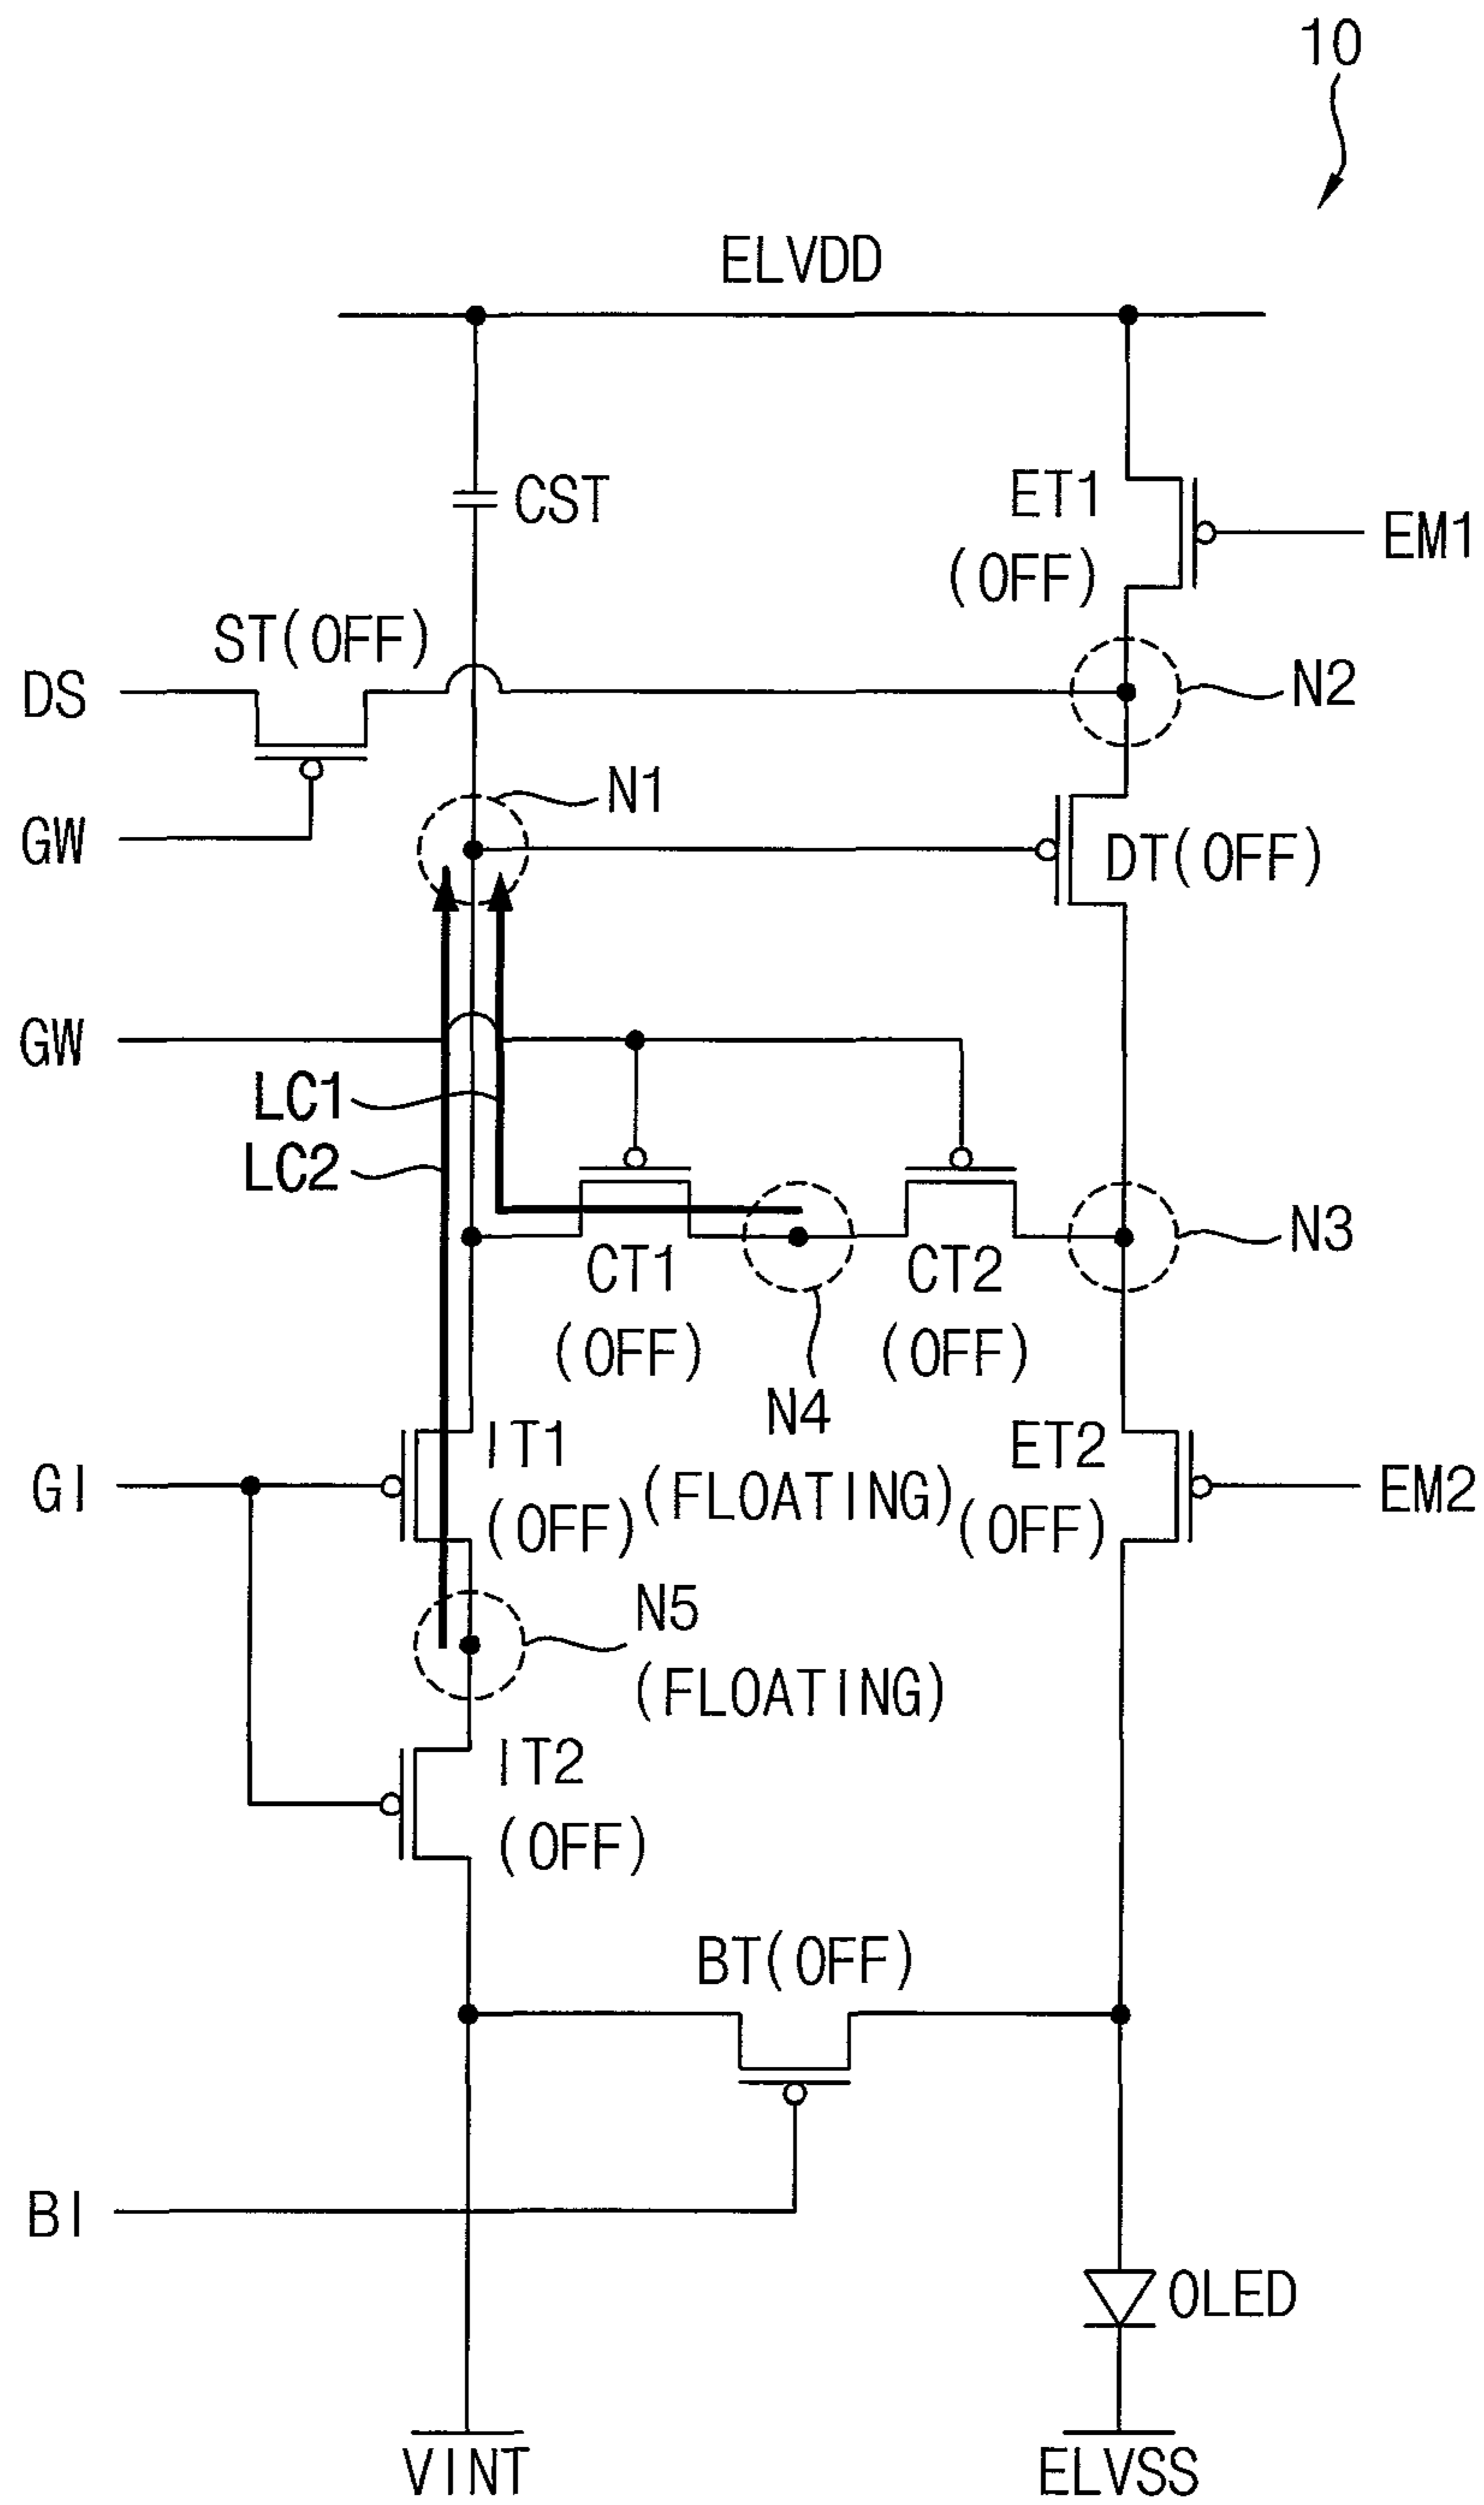 10
ELVDD
CST
ET1
(OFF)
EM1
ST(OFF)
DS
N2
N1
GW
DT(OFF)
GW
LC1
LC2
N3
CT1
(OFF)
CT2
(OFF)
N4
(FLOATING)
IT1
(OFF)
ET2
(OFF)
GI
EM2
N5
(FLOATING)
IT2
(OFF)
BT(OFF)
BI
OLED
VINT
ELVSS